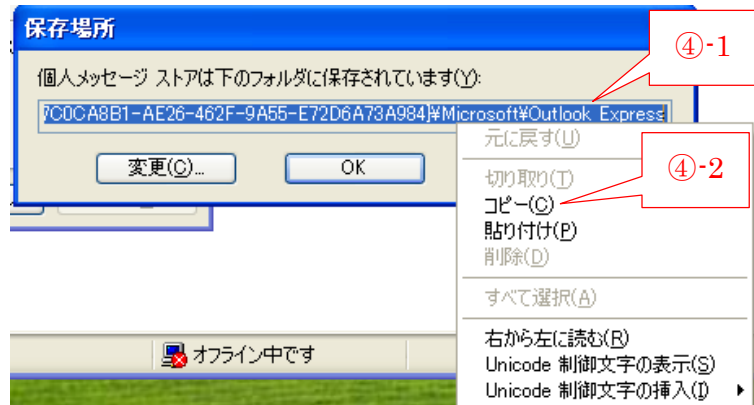 保存場所
④-1
個人メッセージ ストアは下のフォルダに保存されています(Y):
7C0CA8B1-AE26-462F-9A55-E72D6A73A984}¥Microsoft¥Outlook Express
変更(C)...
OK
元に戻す(U)
④-2
切り取り(T)
コピー(C)
貼り付け(P)
削除(D)
すべて選択(A)
右から左に読む(R)
Unicode 制御文字の表示(S)
Unicode 制御文字の挿入(I)
オフライン中です